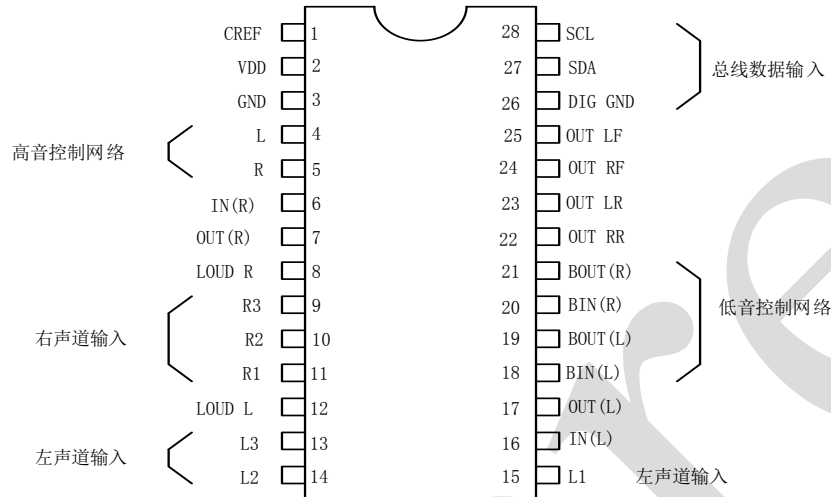 CREF 1 28 SCL
VDD 2 27 SDA 总线数据输入
GND 3 26 DIG GND
L 4 25 OUT LF
高音控制网络
R 5 24 OUT RF
IN(R) 6 23 OUT LR
OUT(R) 7 22 OUT RR
LOUD R 8 21 BOUT(R)
R3 9 20 BIN(R) 低音控制网络
右声道输入 R2 10 19 BOUT(L)
R1 11 18 BIN(L)
LOUD L 12 17 OUT(L)
L3 13 16 IN(L)
左声道输入
L2 14 15 L1 左声道输入